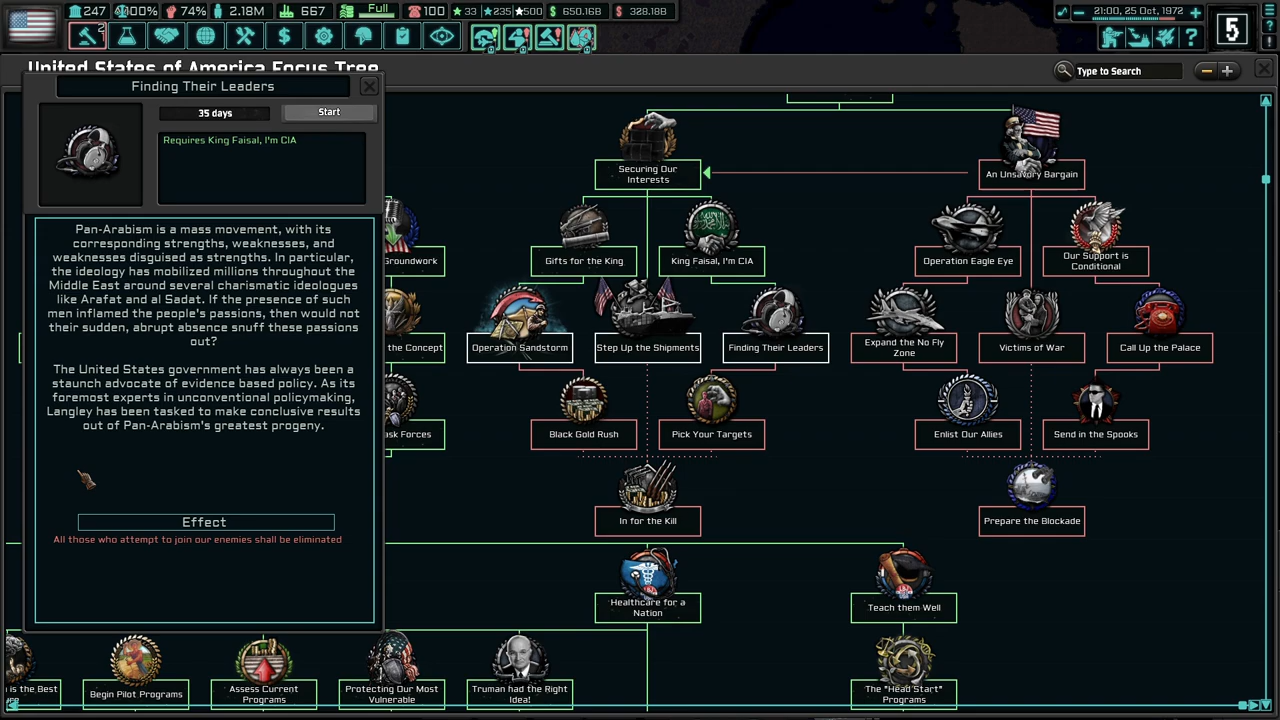 247 100% 74% 2.18M 667 Full 100 33 235 500 $ 650.16B $ 328.18B
21:00, 25 Oct, 1972
5
United States of America Focus Tree
Type to Search
Finding Their Leaders
35 days
Start
Requires King Faisal, I'm CIA
Pan-Arabism is a mass movement, with its
corresponding strengths, weaknesses, and
weaknesses disguised as strengths. In particular,
the ideology has mobilized millions throughout the
Middle East around several charismatic ideologues
like Arafat and al Sadat. If the presence of such
men inflamed the people's passions, then would not
their sudden, abrupt absence snuff these passions
out?
The United States government has always been a
staunch advocate of evidence based policy. As its
foremost experts in unconventional policymaking,
Langley has been tasked to make conclusive results
out of Pan-Arabism's greatest progeny.
Effect
All those who attempt to join our enemies shall be eliminated
Securing Our
Interests
An Unsavory Bargain
Groundwork
Gifts for the King
King Faisal, I'm CIA
Operation Eagle Eye
Our Support is
Conditional
the Concept
Operation Sandstorm
Step Up the Shipments
Finding Their Leaders
Expand the No Fly
Zone
Victims of War
Call Up the Palace
ask Forces
Black Gold Rush
Pick Your Targets
Enlist Our Allies
Send in the Spooks
In for the Kill
Prepare the Blockade
Healthcare for a
Nation
Teach them Well
is the Best
Begin Pilot Programs
Assess Current
Programs
Protecting Our Most
Vulnerable
Truman had the Right
Idea!
The "Head Start"
Programs